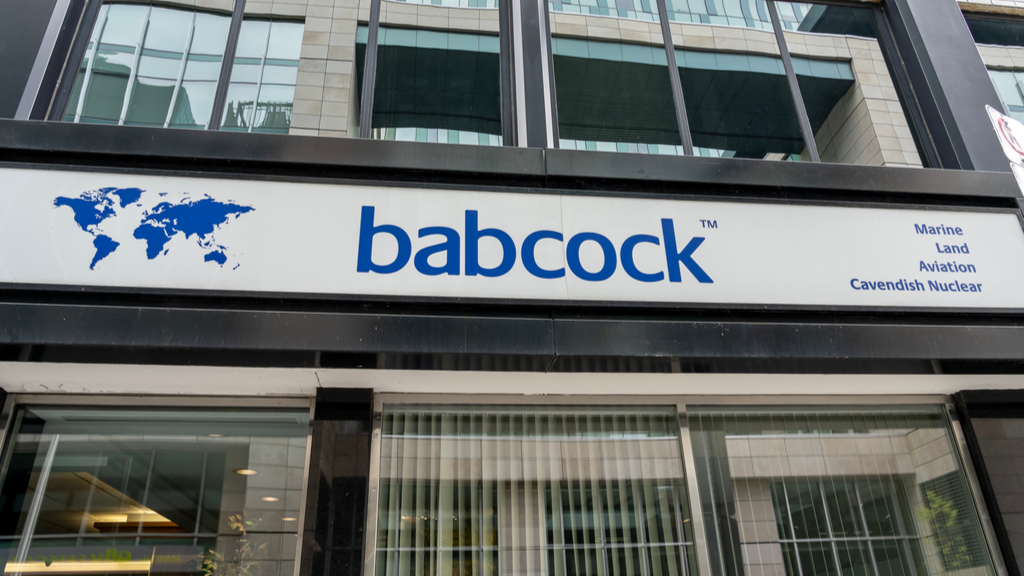 babcock™
Marine
Land
Aviation
Cavendish Nuclear